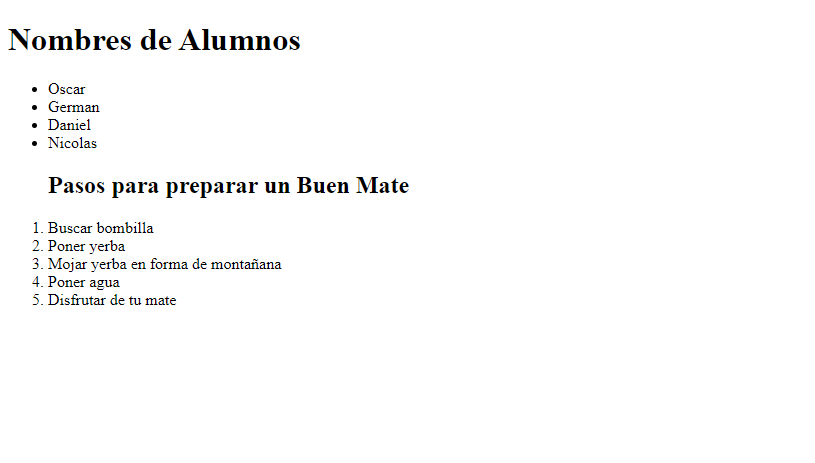 Nombres de Alumnos
• Oscar
• German
• Daniel
• Nicolas
Pasos para preparar un Buen Mate
1. Buscar bombilla
2. Poner yerba
3. Mojar yerba en forma de montañana
4. Poner agua
5. Disfrutar de tu mate